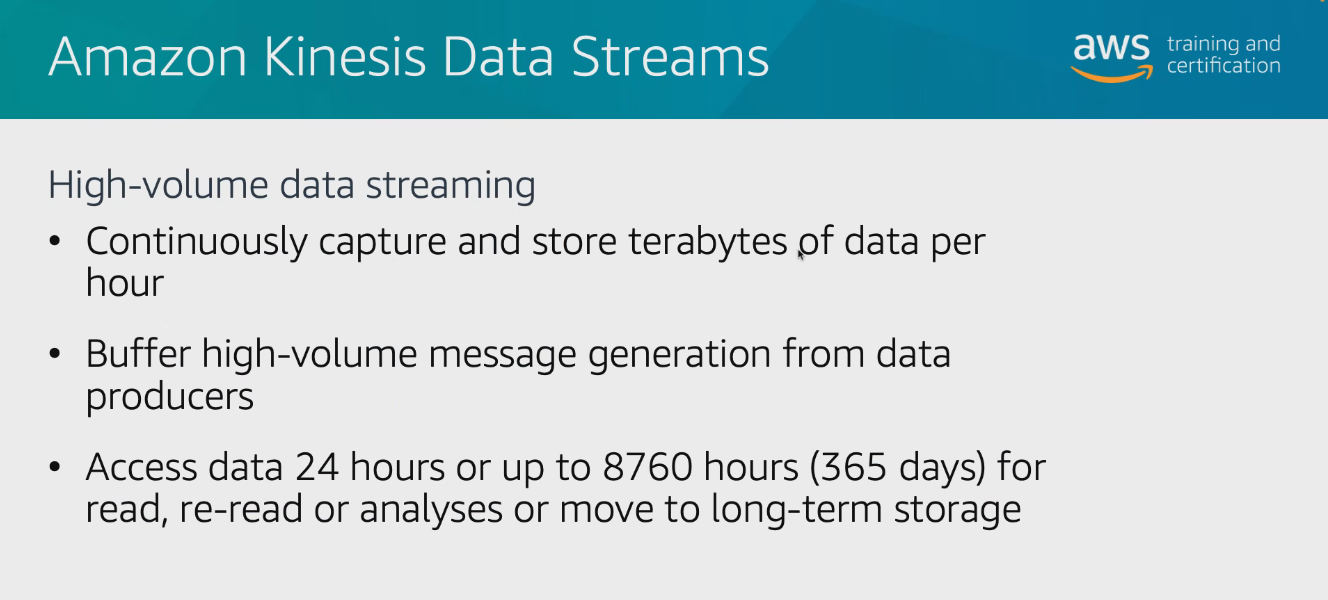 Amazon Kinesis Data Streams
aws training and
certification
High-volume data streaming
• Continuously capture and store terabytes of data per
hour
• Buffer high-volume message generation from data
producers
• Access data 24 hours or up to 8760 hours (365 days) for
read, re-read or analyses or move to long-term storage